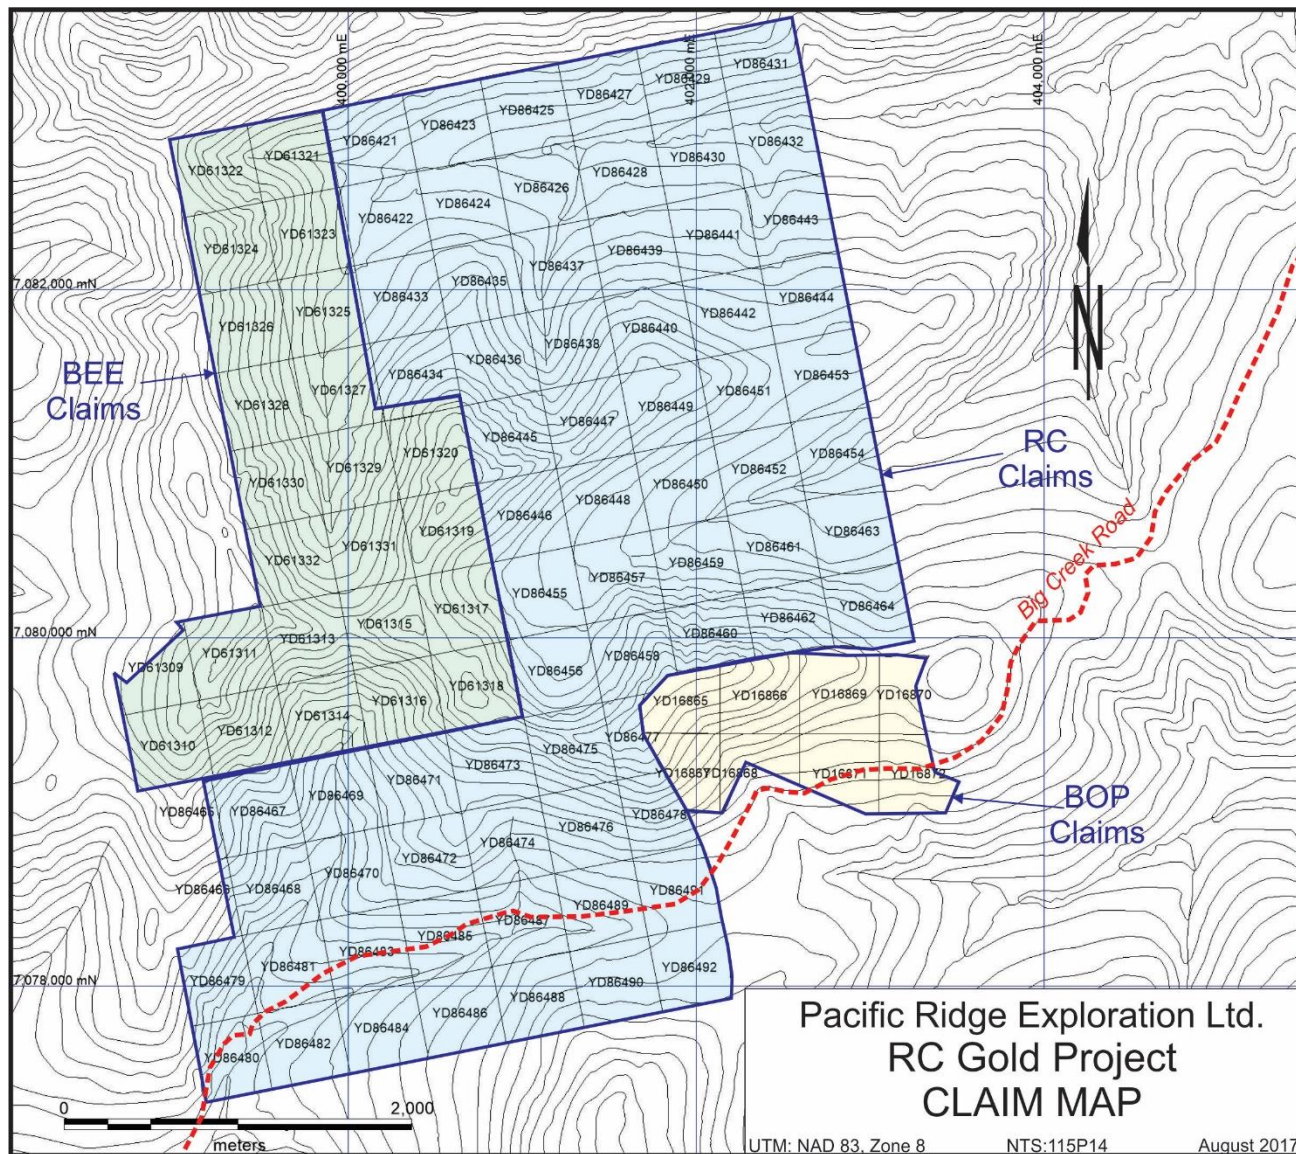 400,000 mE
402,000 mE
404,000 mE
YD86431
YD86429
YD86427
YD86425
YD86423
YD86421
YD61321
YD61322
YD86432
YD86430
YD86428
YD86426
YD86424
YD86422
YD61323
YD61324
YD86443
YD86441
YD86439
YD86437
YD86435
YD86433
7,082,000 mN
YD61325
YD61326
YD86444
YD86442
YD86440
YD86438
YD86436
YD86434
YD61327
YD61328
N
BEE
Claims
YD86453
YD86451
YD86449
YD86447
YD86445
YD61320
YD61329
YD61330
RC
Claims
YD86454
YD86452
YD86450
YD86448
YD86446
YD61319
YD61331
YD61332
Big Creek Road
YD86463
YD86461
YD86459
YD86457
YD86455
YD61317
YD61315
YD61313
YD61311
YD61309
7,080,000 mN
YD86464
YD86462
YD86460
YD86458
YD86456
YD61318
YD61316
YD61314
YD61312
YD61310
YD16865
YD16866
YD16869
YD16870
YD16867
YD16868
YD1687
YD16872
BOP
Claims
YD86477
YD86475
YD86473
YD86471
YD86469
YD86467
YD86465
YD86478
YD86476
YD86474
YD86472
YD86470
YD86468
YD86466
YD86491
YD86489
YD86487
YD86485
YD86483
YD86481
YD86479
7,078,000 mN
YD86492
YD86490
YD86488
YD86486
YD86484
YD86482
YD86480
0 2,000
meters
Pacific Ridge Exploration Ltd.
RC Gold Project
CLAIM MAP
UTM: NAD 83, Zone 8 NTS:115P14 August 2017